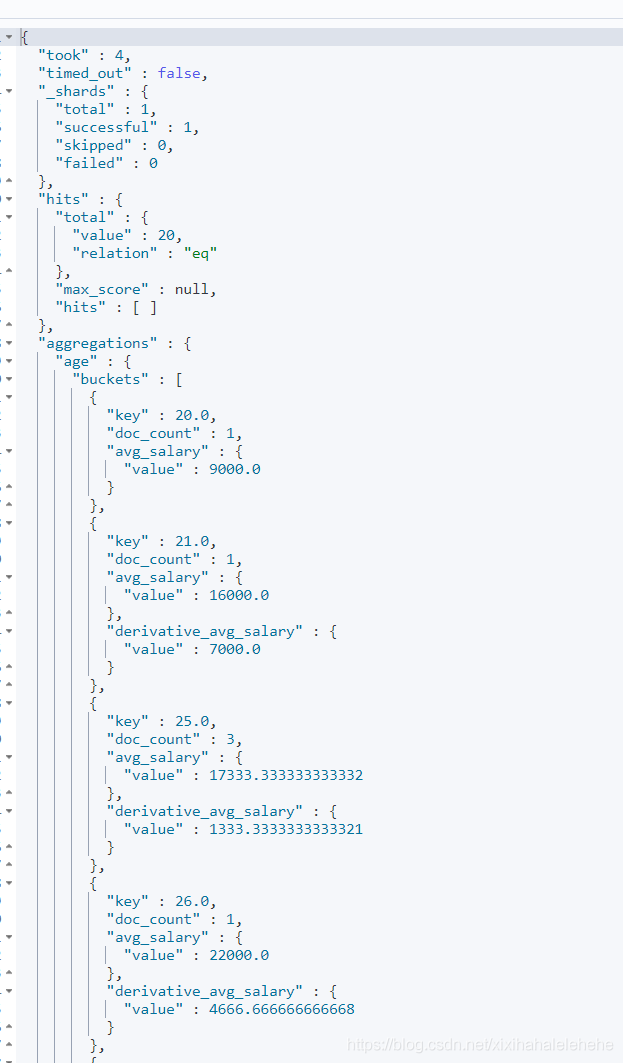 {
"took" : 4,
"timed_out" : false,
"_shards" : {
"total" : 1,
"successful" : 1,
"skipped" : 0,
"failed" : 0
},
"hits" : {
"total" : {
"value" : 20,
"relation" : "eq"
},
"max_score" : null,
"hits" : [ ]
},
"aggregations" : {
"age" : {
"buckets" : [
{
"key" : 20.0,
"doc_count" : 1,
"avg_salary" : {
"value" : 9000.0
}
},
{
"key" : 21.0,
"doc_count" : 1,
"avg_salary" : {
"value" : 16000.0
},
"derivative_avg_salary" : {
"value" : 7000.0
}
},
{
"key" : 25.0,
"doc_count" : 3,
"avg_salary" : {
"value" : 17333.333333333332
},
"derivative_avg_salary" : {
"value" : 1333.3333333333321
}
},
{
"key" : 26.0,
"doc_count" : 1,
"avg_salary" : {
"value" : 22000.0
},
"derivative_avg_salary" : {
"value" : 4666.666666666668
}
},
https://blog.csdn.net/xixihahalelehehe